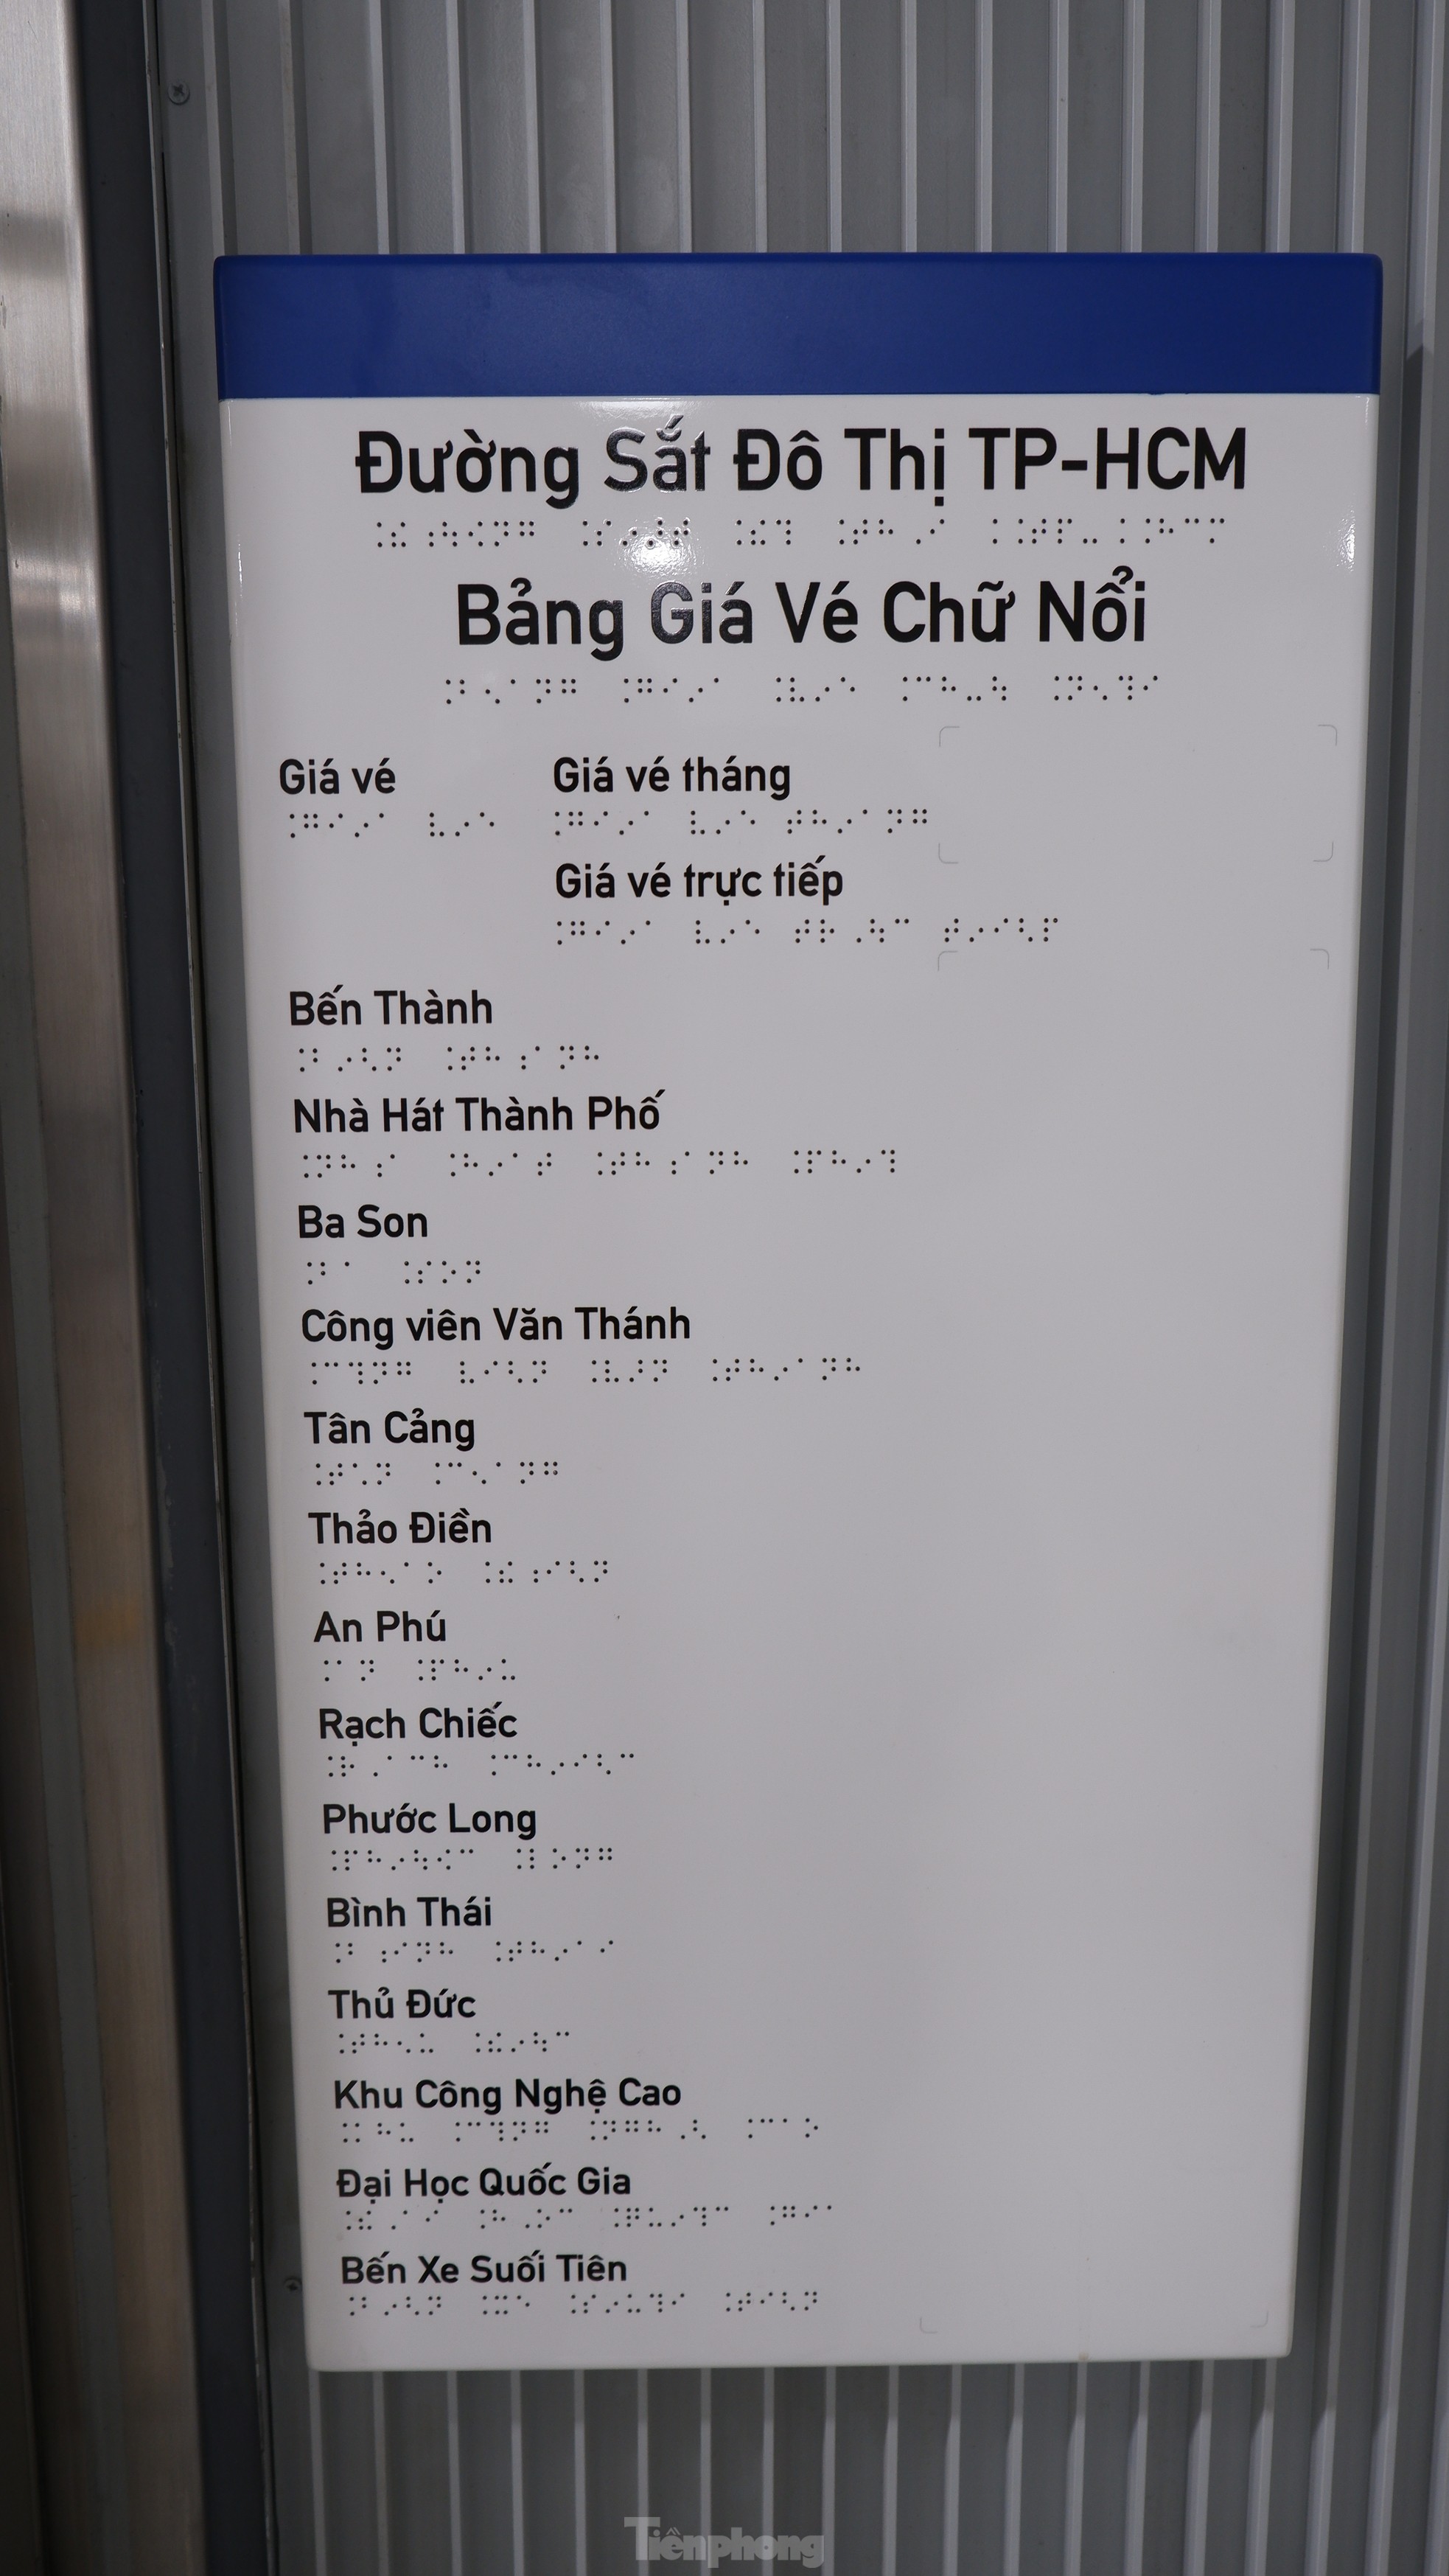 Đường Sắt Đô Thị TP-HCM
Bảng Giá Vé Chữ Nổi
Giá vé
Giá vé tháng
Giá vé trực tiếp
Bến Thành
Nhà Hát Thành Phố
Ba Son
Công viên Văn Thánh
Tân Cảng
Thảo Điền
An Phú
Rạch Chiếc
Phước Long
Bình Thái
Thủ Đức
Khu Công Nghệ Cao
Đại Học Quốc Gia
Bến Xe Suối Tiên
Tiềnphong